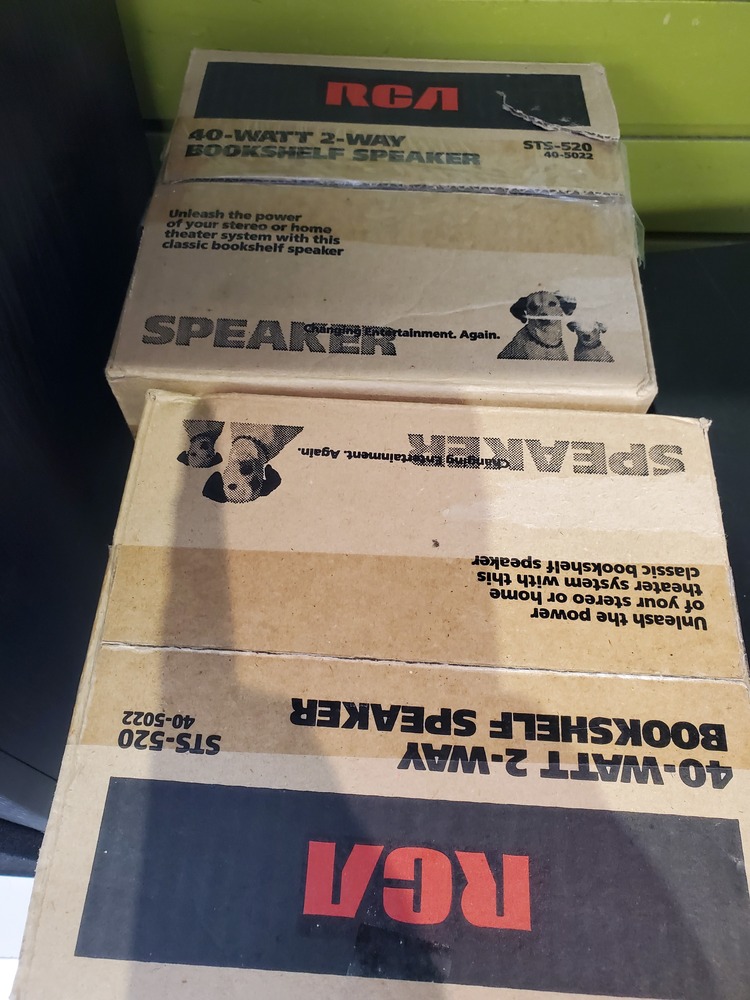 RCA
40-WATT 2-WAY
BOOKSHELF SPEAKER
STS-520
40-5022
Unleash the power
of your stereo or home
theater system with this
classic bookshelf speaker
SPEAKER
Changing Entertainment. Again.
SPEAKER
Changing Entertainment. Again.
Unleash the power
of your stereo or home
theater system with this
classic bookshelf speaker
40-WATT 2-WAY
BOOKSHELF SPEAKER
STS-520
40-5022
RCA